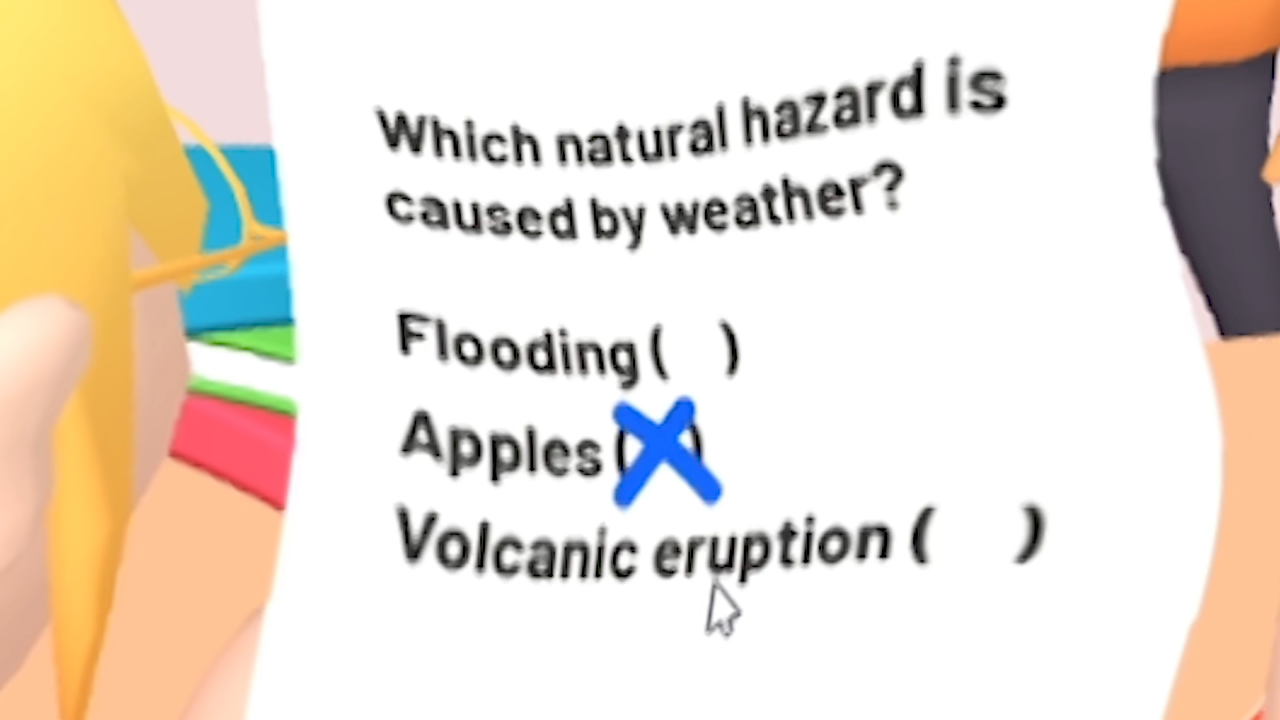 Which natural hazard is
caused by weather?
Flooding ( )
Apples ( )
Volcanic eruption ( )